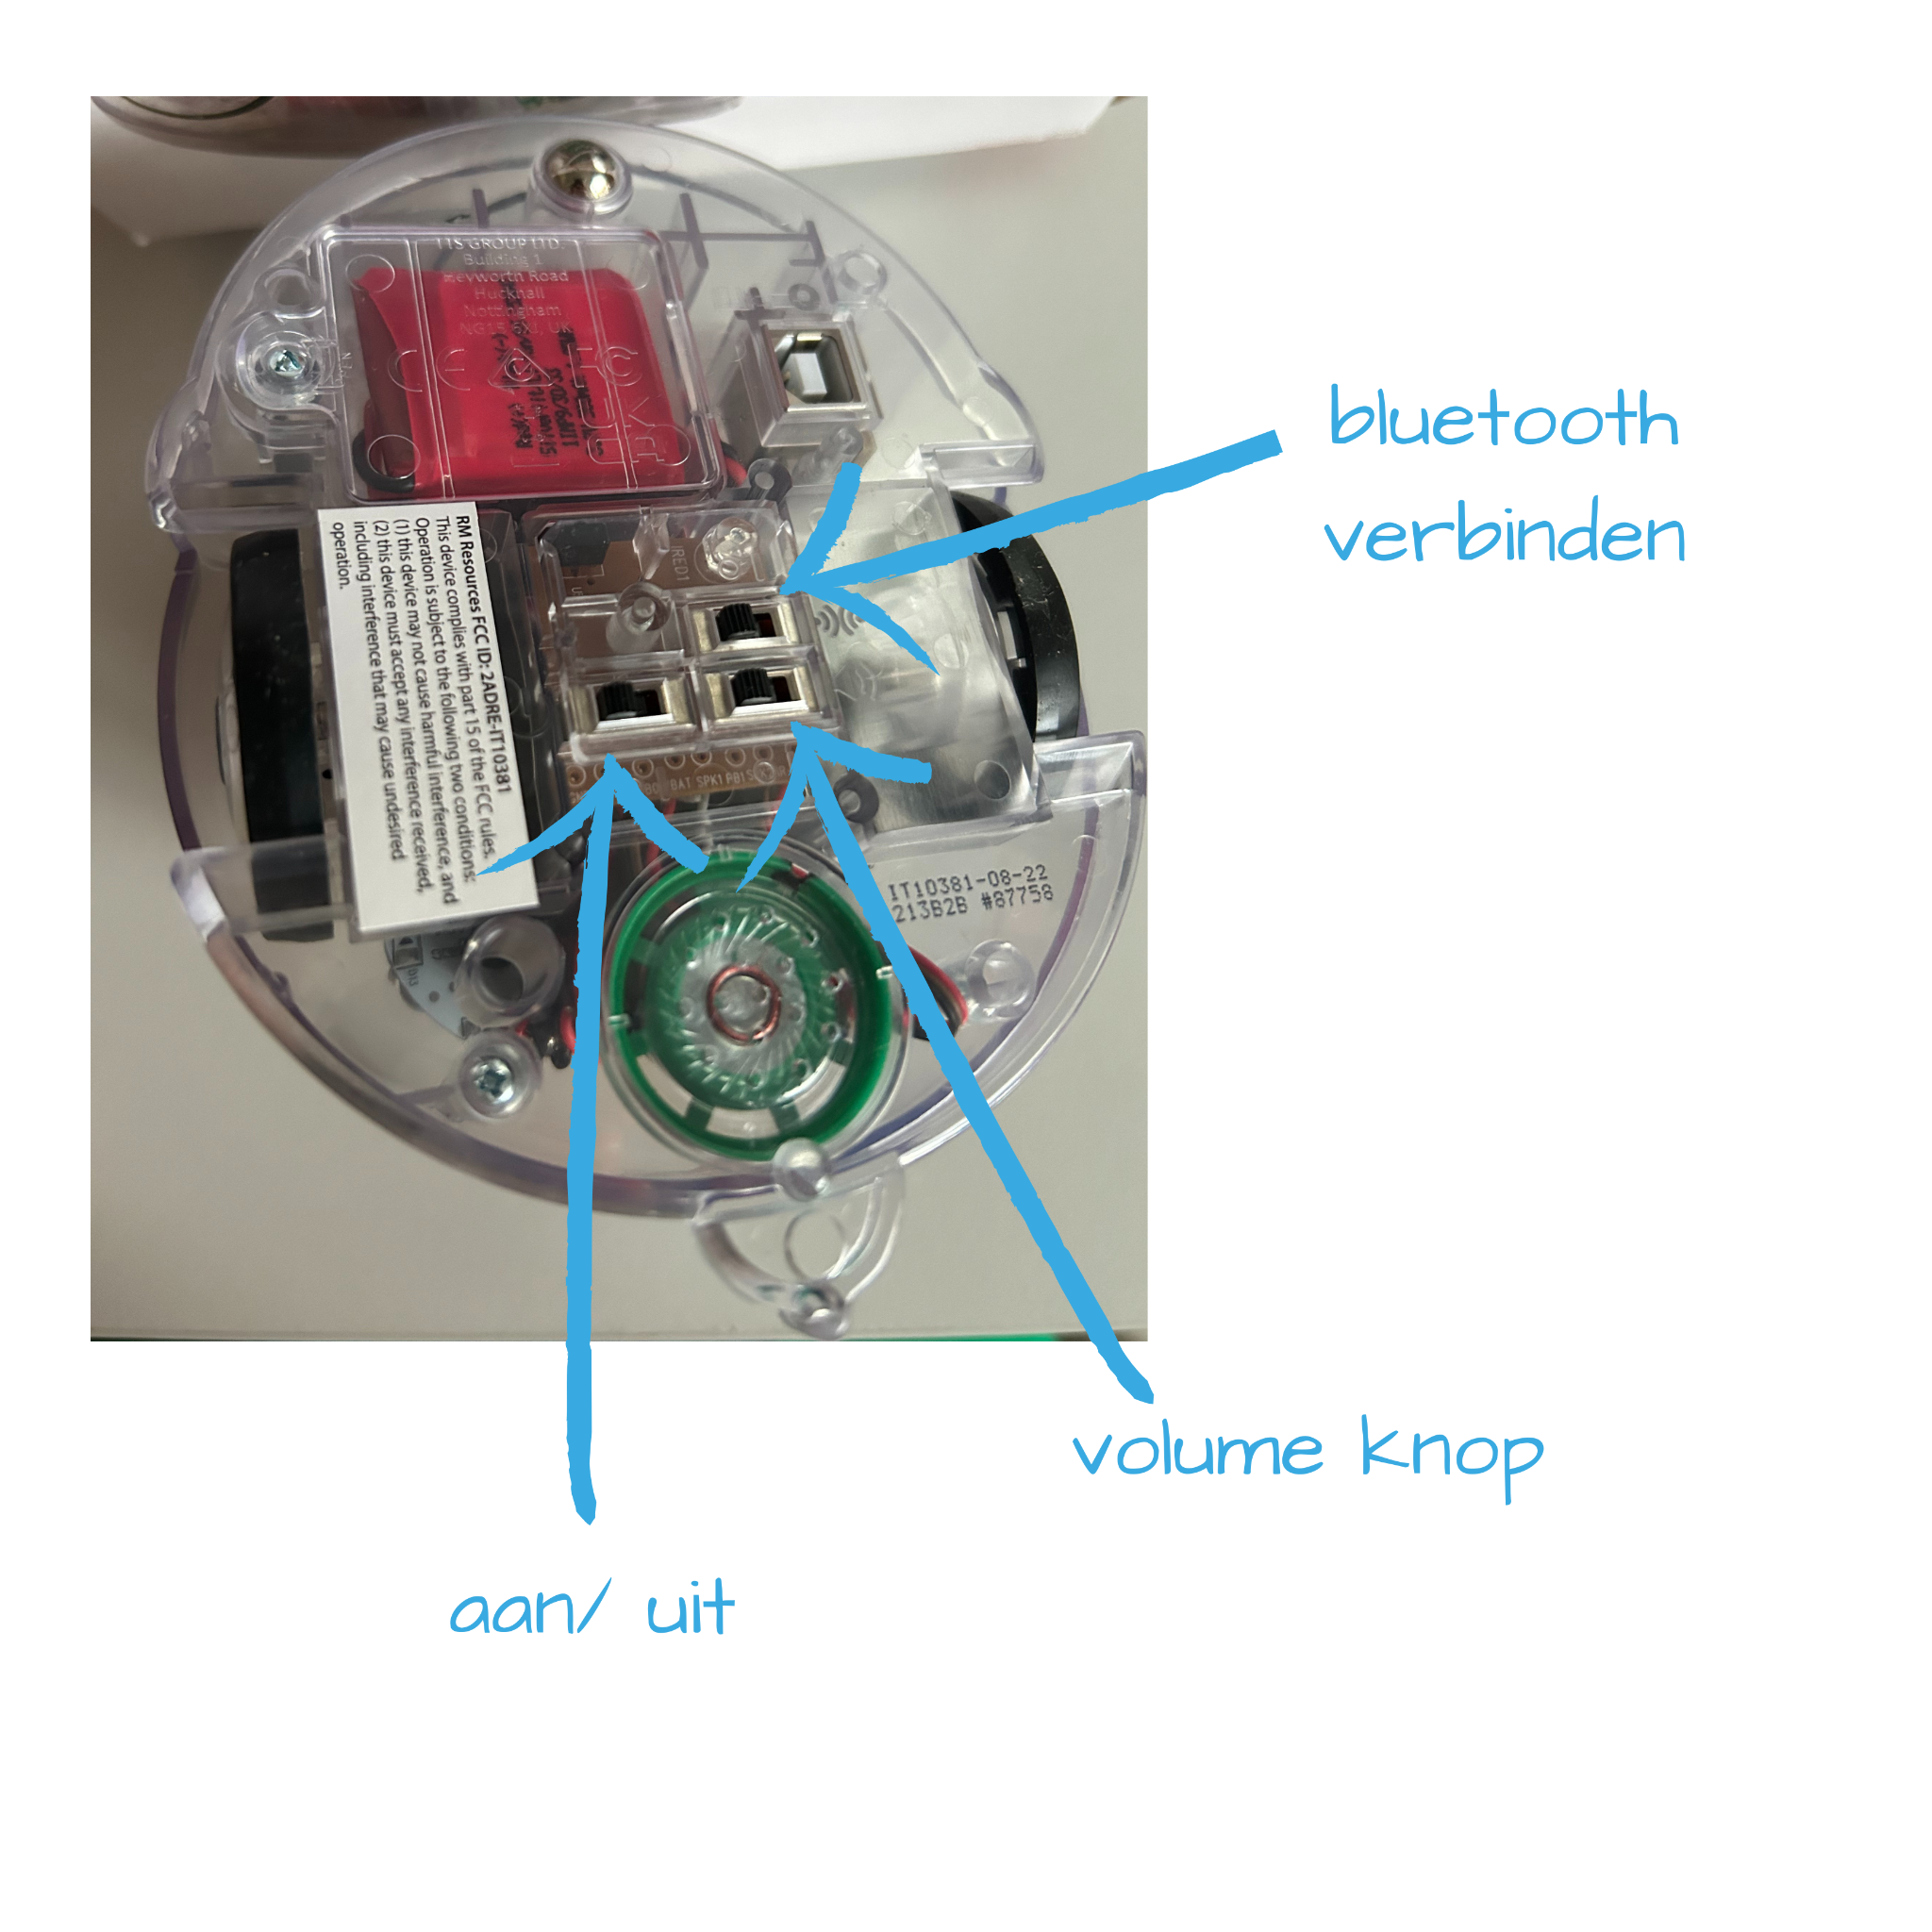 TTS GROUP LTD.
Building 1
Hucknall
Nottingham
RED1
bluetooth
verbinden
RM Resources FCC ID: 2ADRE-IT10381
This device complies with part 15 of the FCC rules.
Operation is subject to the following two conditions:
(1) this device may not cause harmful interference, and
(2) this device must accept any interference received,
including interference that may cause undesired
operation.
BAT SPK1
IT10381-08-22
213B2B #87758
volume knop
aan/ uit